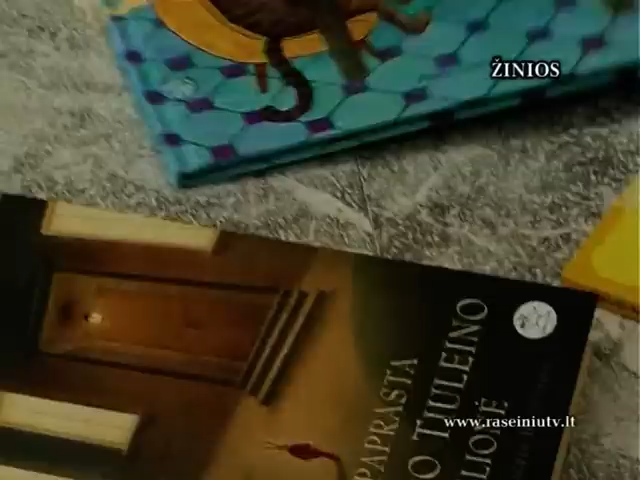 ŽINIOS
PAPRASTA
O TIULEINO
LIONĖ
www.raseiniutv.lt